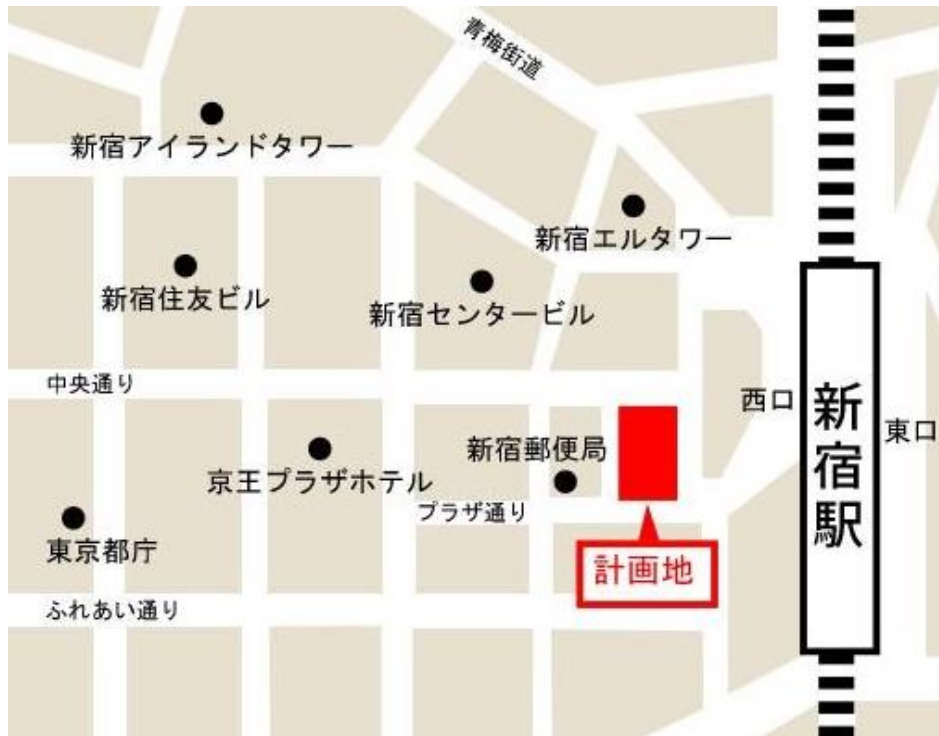 青梅街道
新宿アイランドタワー
新宿エルタワー
新宿住友ビル
新宿センタービル
中央通り
西口
新宿駅
東口
新宿郵便局
京王プラザホテル
プラザ通り
東京都庁
計画地
ふれあい通り